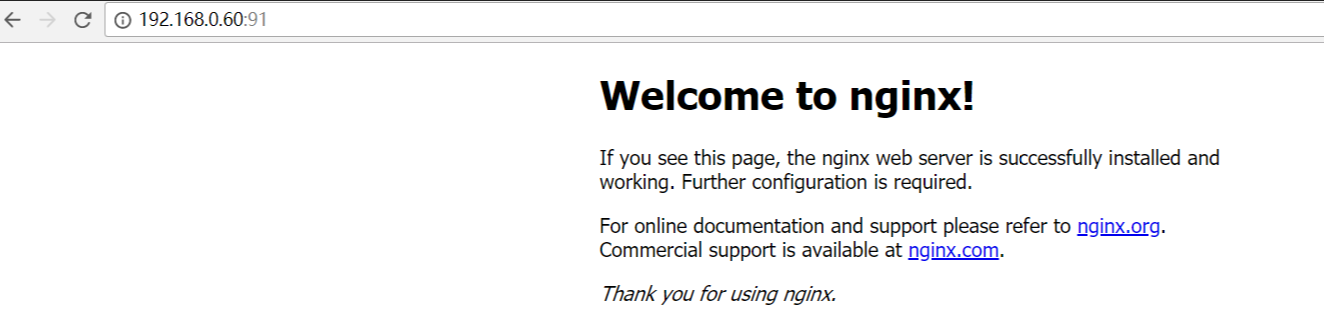 192.168.0.60:91
Welcome to nginx!
If you see this page, the nginx web server is successfully installed and
working. Further configuration is required.
For online documentation and support please refer to nginx.org.
Commercial support is available at nginx.com.
Thank you for using nginx.